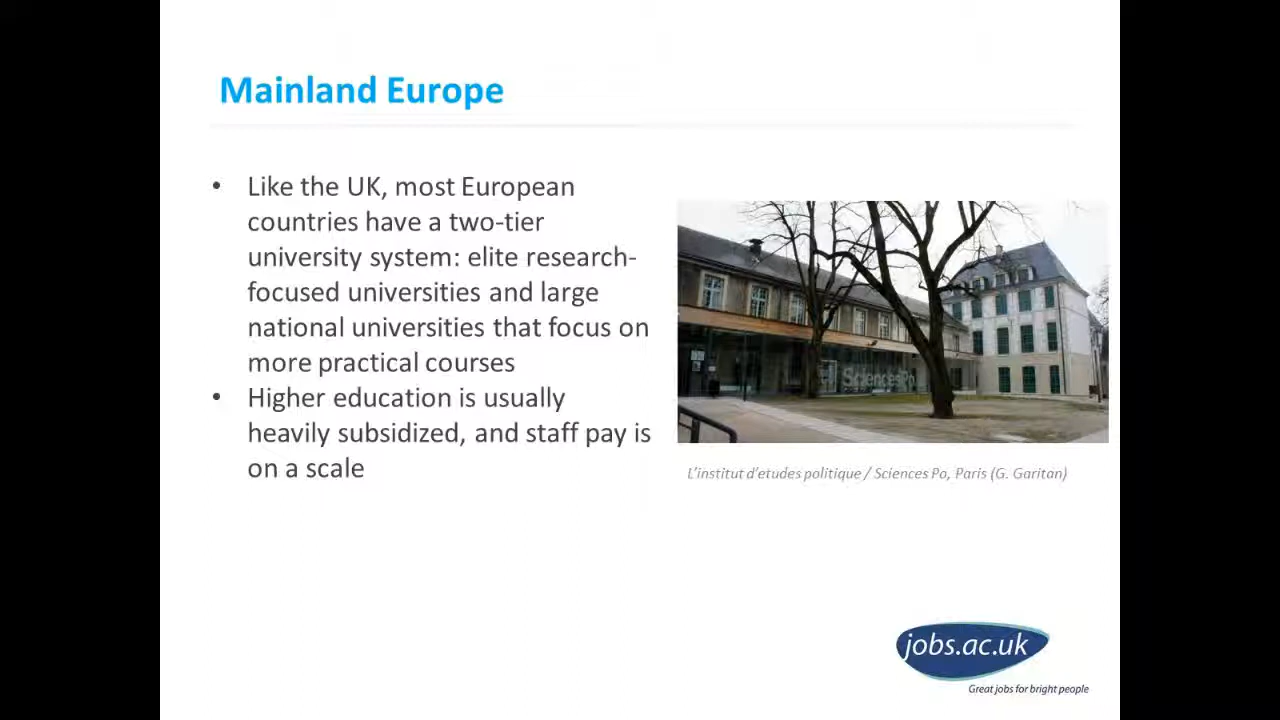 Mainland Europe
• Like the UK, most European
countries have a two-tier
university system: elite research-
focused universities and large
national universities that focus on
more practical courses
• Higher education is usually
heavily subsidized, and staff pay is
on a scale
SciencesPo
L'institut d'etudes politique / Sciences Po, Paris (G. Garitan)
jobs.ac.uk
Great jobs for bright people